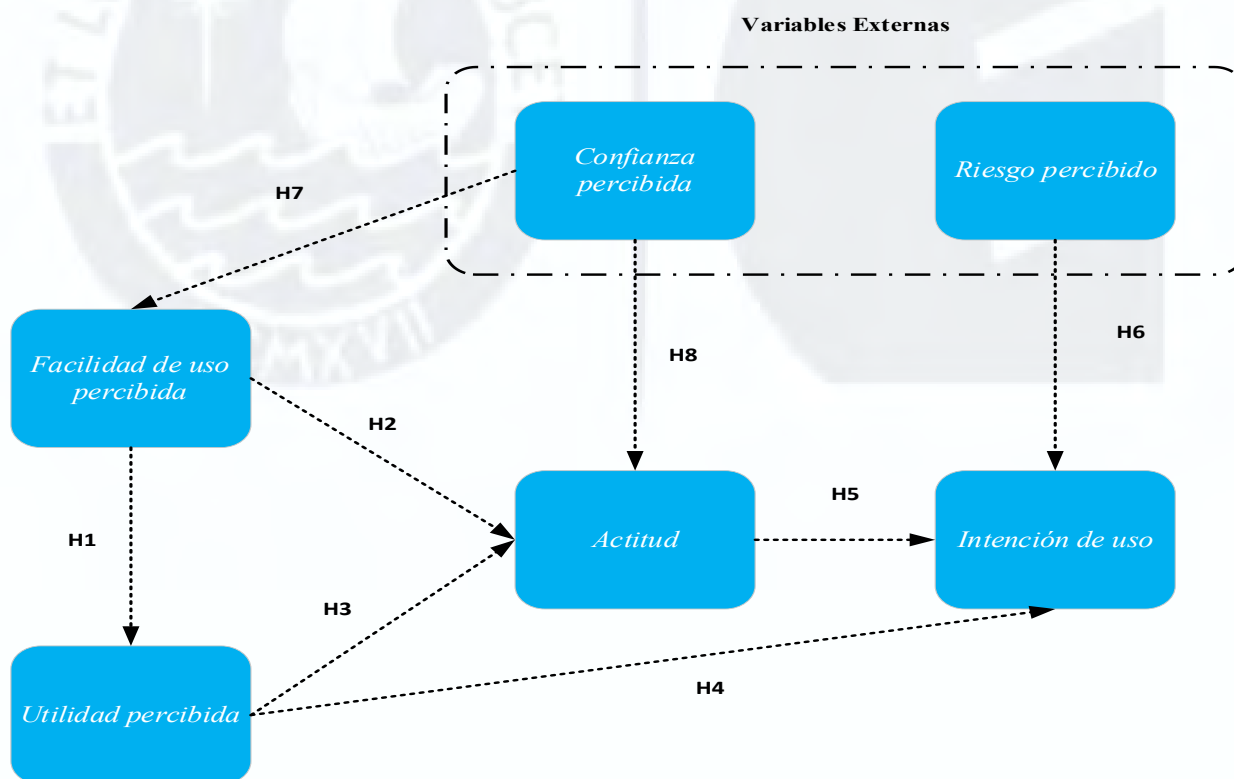 Variables Externas
Confianza
percibida
Riesgo percibido
H7
H8
H6
Facilidad de uso
percibida
H2
H1
H5
Actitud
Intención de uso
H3
H4
Utilidad percibida